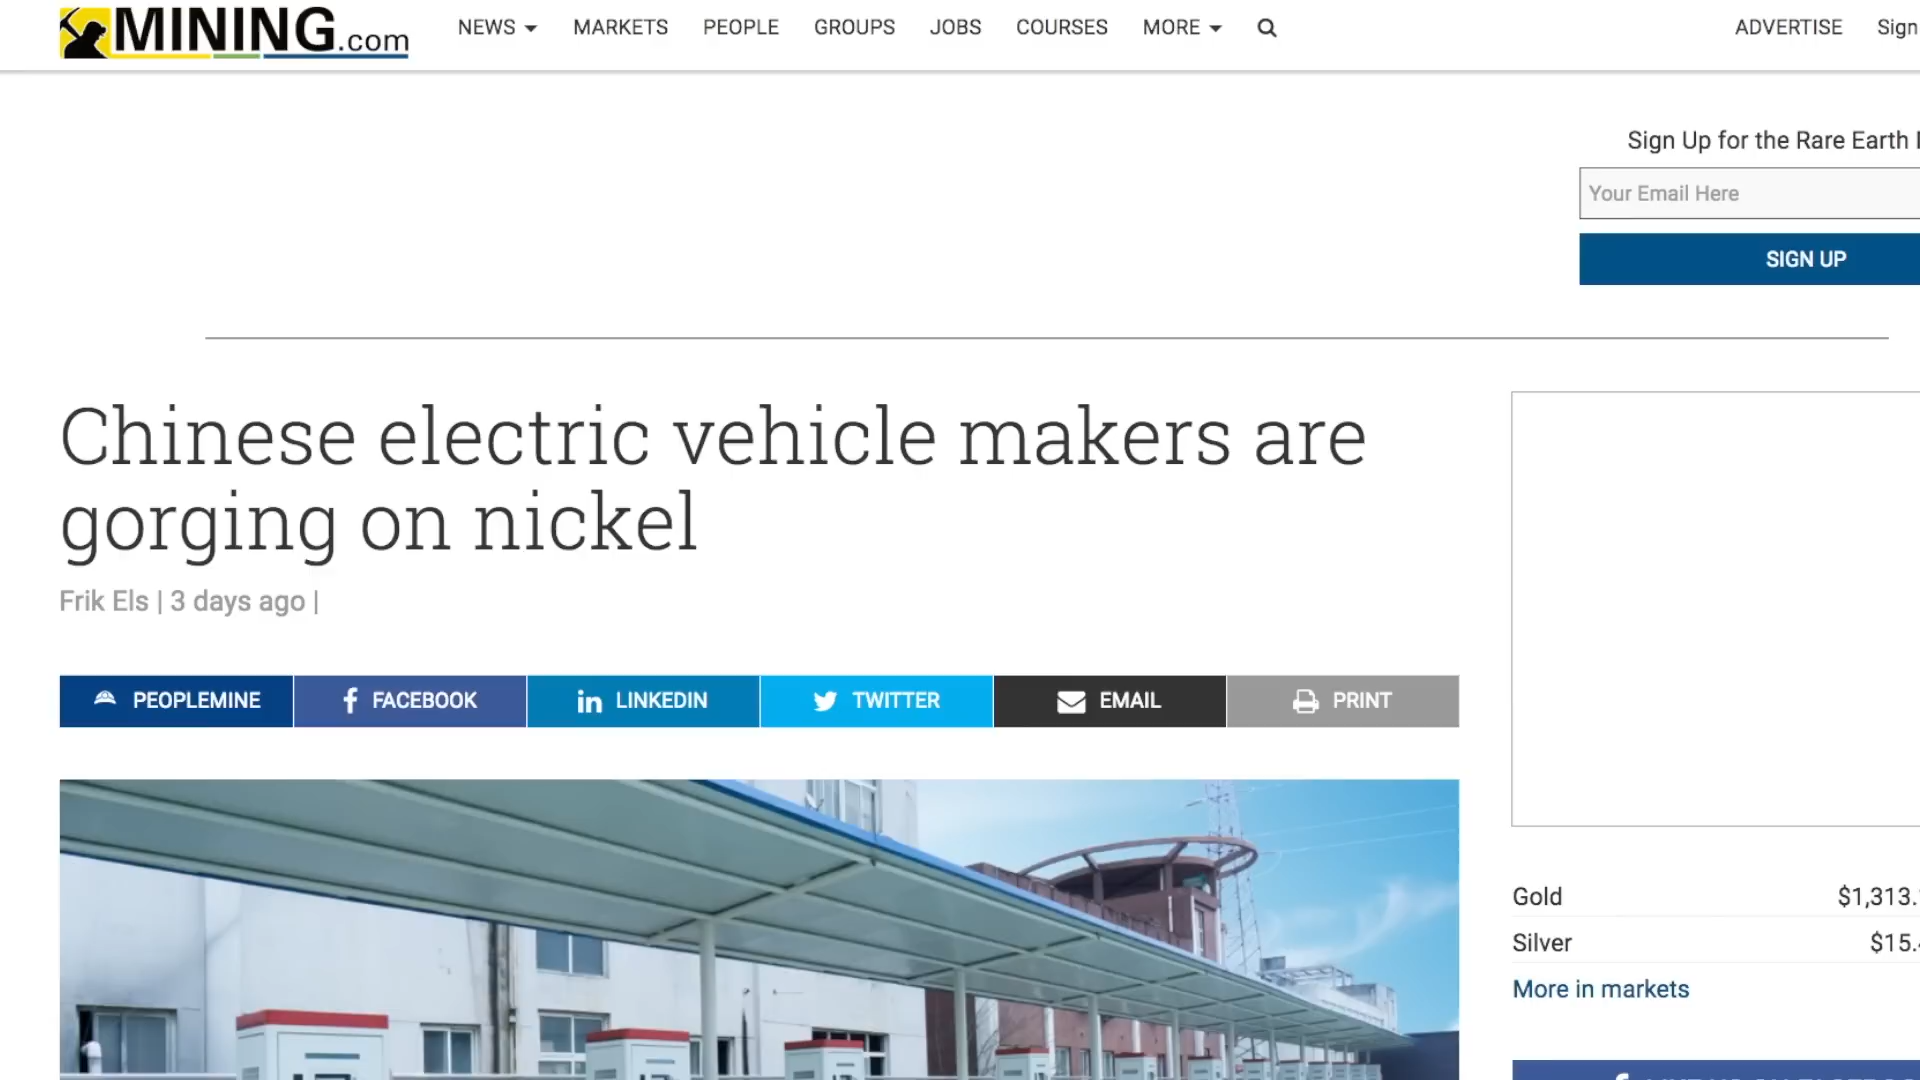 MINING.com
NEWS MARKETS PEOPLE GROUPS JOBS COURSES MORE ADVERTISE Sign
Sign Up for the Rare Earth
Your Email Here
SIGN UP
Chinese electric vehicle makers are
gorging on nickel
Frik Els | 3 days ago |
PEOPLEMINE FACEBOOK LINKEDIN TWITTER EMAIL PRINT
Gold $1,313.
Silver $15.
More in markets